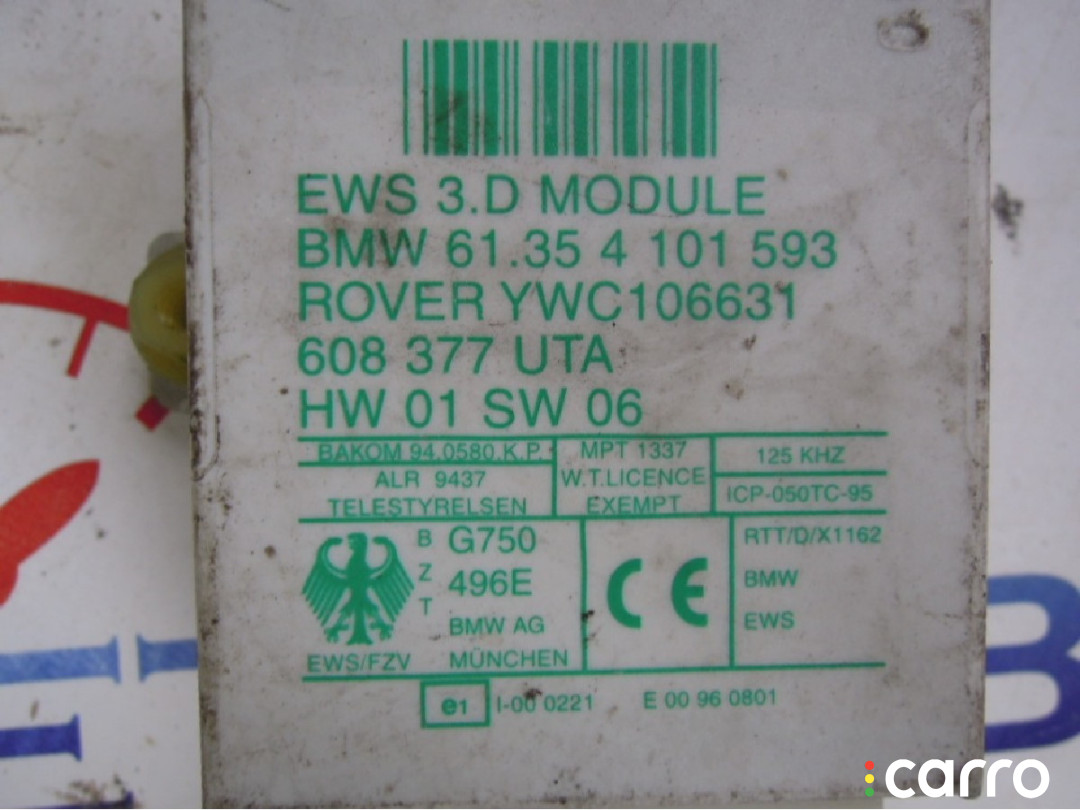 EWS 3.D MODULE
BMW 61.35 4 101 593
ROVER YWC106631
608 377 UTA
HW 01 SW 06
BAKOM 94.0580.K.P.
ALR 9437
TELESTYRELSEN
MPT 1337
W.T.LICENCE
EXEMPT
125 KHZ
ICP-050TC-95
BZT
G750
496E
BMW AG
MÜNCHEN
EWS/FZV
CE
RTT/D/X1162
BMW
EWS
e1 I-00 0221 E 00 96 0801
B
carro